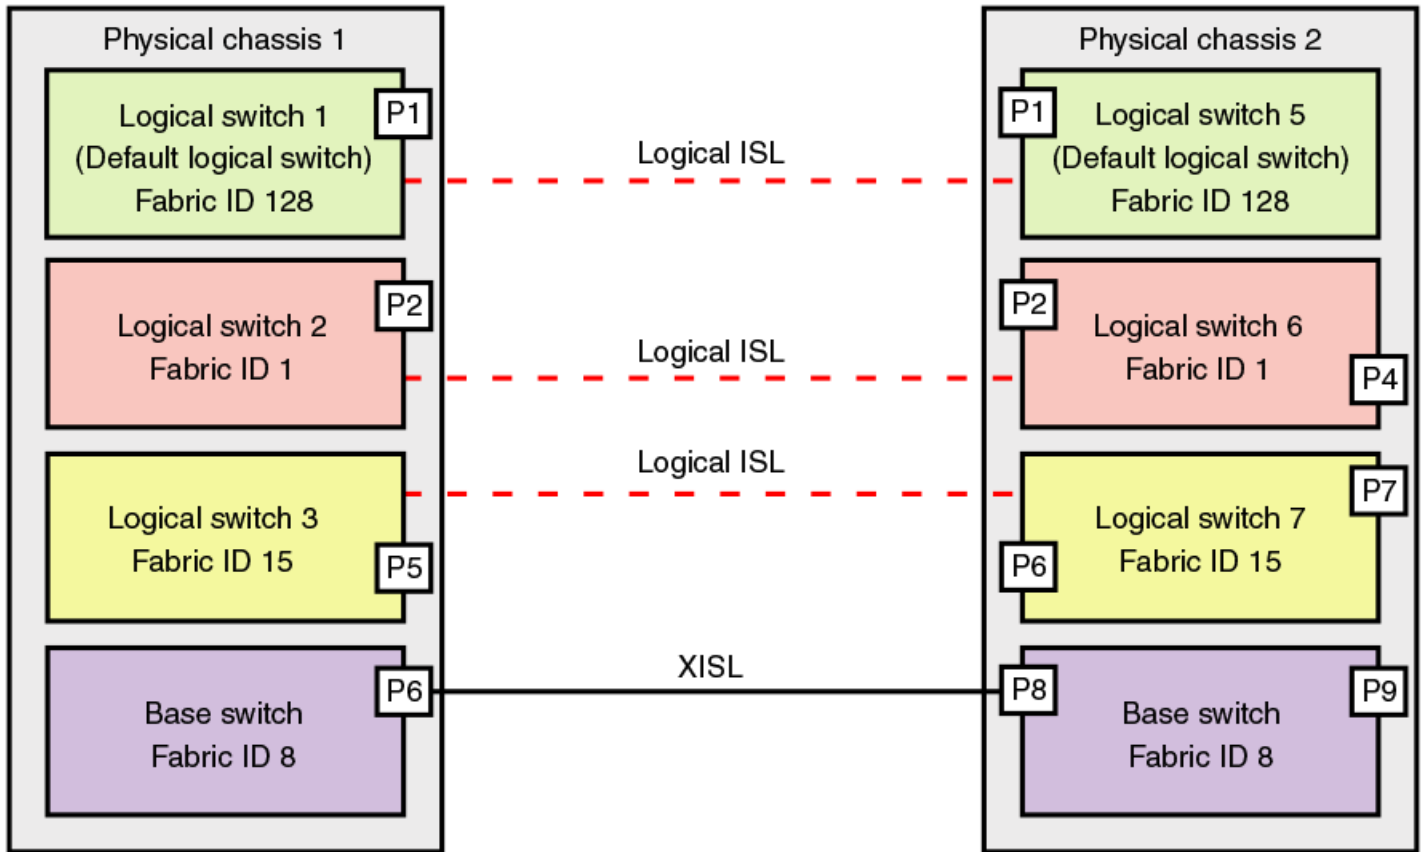 Physical chassis 1
Logical switch 1
(Default logical switch)
Fabric ID 128
P1
Logical switch 2
Fabric ID 1
P2
Logical switch 3
Fabric ID 15
P5
Base switch
Fabric ID 8
P6
Logical ISL
Logical ISL
Logical ISL
XISL
Physical chassis 2
P1
Logical switch 5
(Default logical switch)
Fabric ID 128
P2
Logical switch 6
Fabric ID 1
P4
P7
Logical switch 7
Fabric ID 15
P6
P8
Base switch
Fabric ID 8
P9